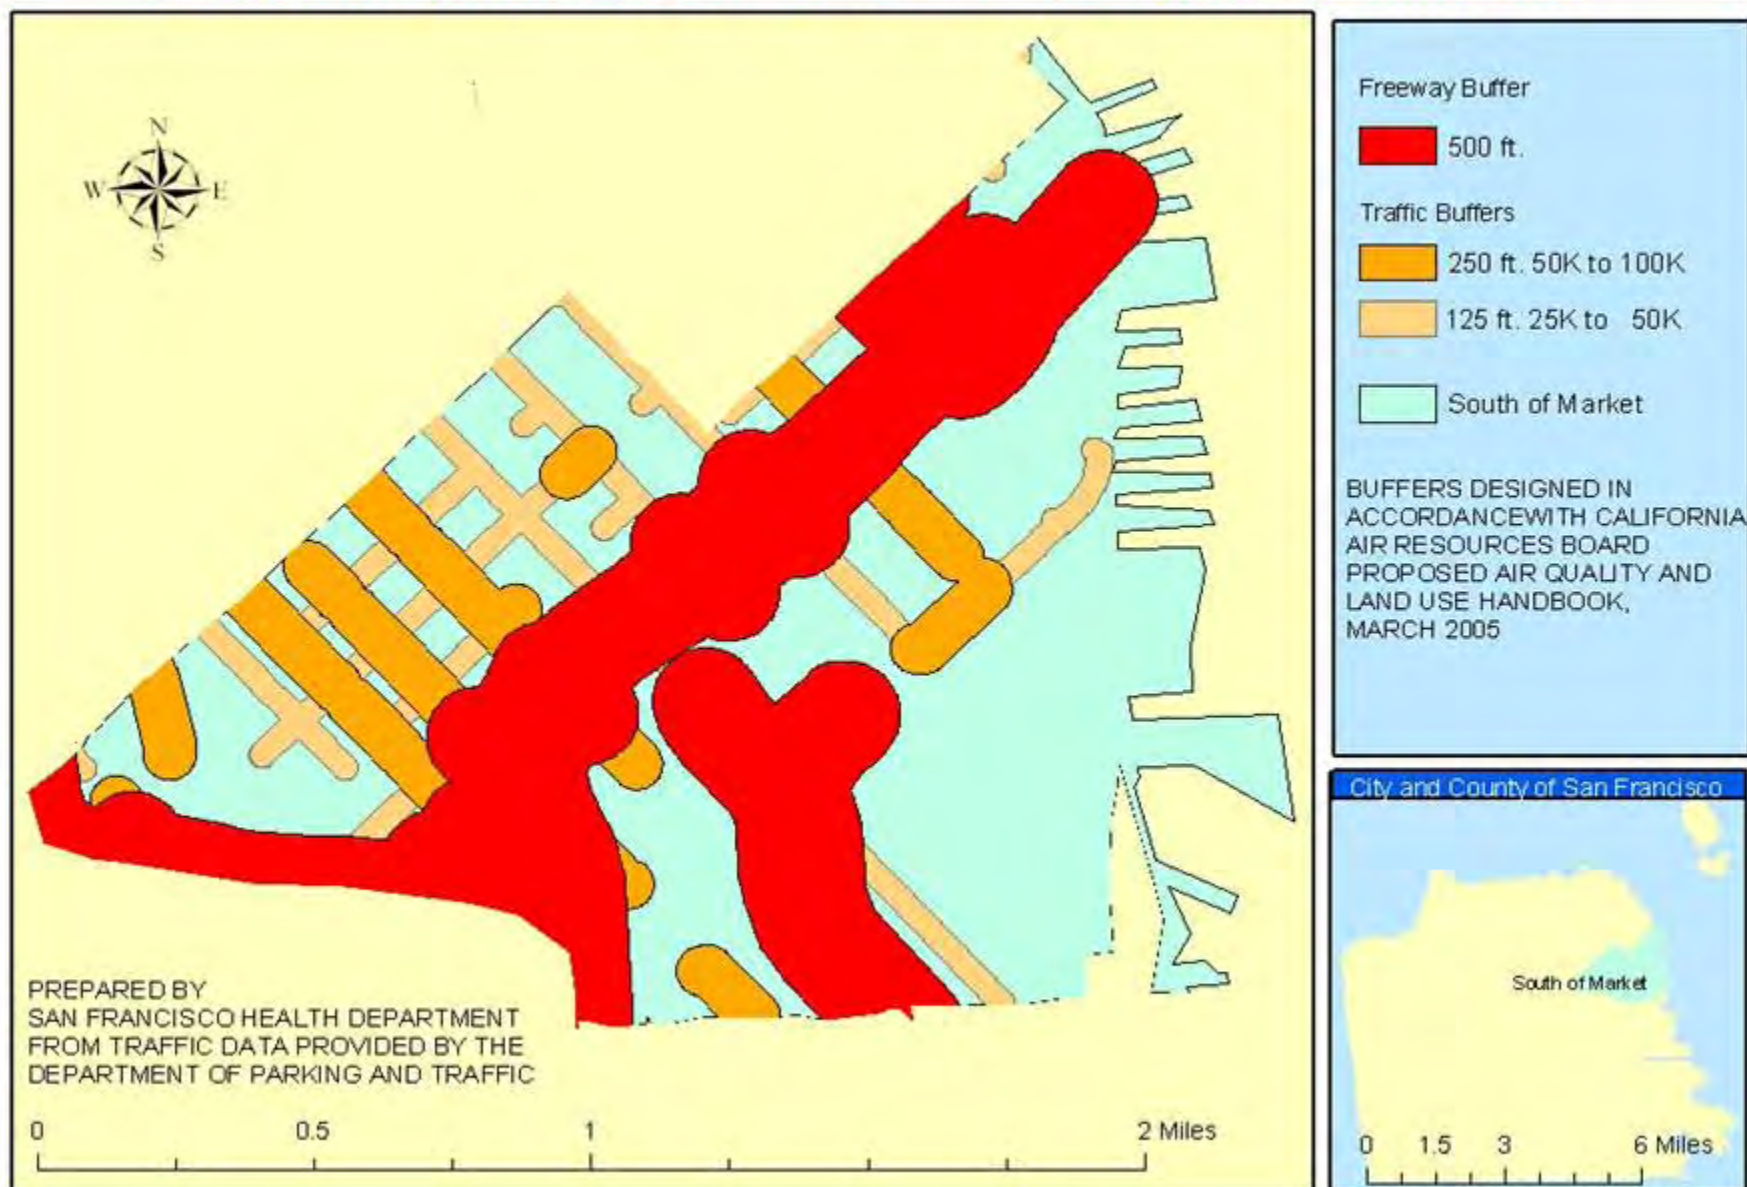 N
W E
S
PREPARED BY
SAN FRANCISCO HEALTH DEPARTMENT
FROM TRAFFIC DATA PROVIDED BY THE
DEPARTMENT OF PARKING AND TRAFFIC
0 0.5 1 2 Miles
Freeway Buffer
500 ft.
Traffic Buffers
250 ft. 50K to 100K
125 ft. 25K to 50K
South of Market
BUFFERS DESIGNED IN
ACCORDANCEWITH CALIFORNIA
AIR RESOURCES BOARD
PROPOSED AIR QUALITY AND
LAND USE HANDBOOK,
MARCH 2005
City and County of San Francisco
South of Market
0 1.5 3 6 Miles